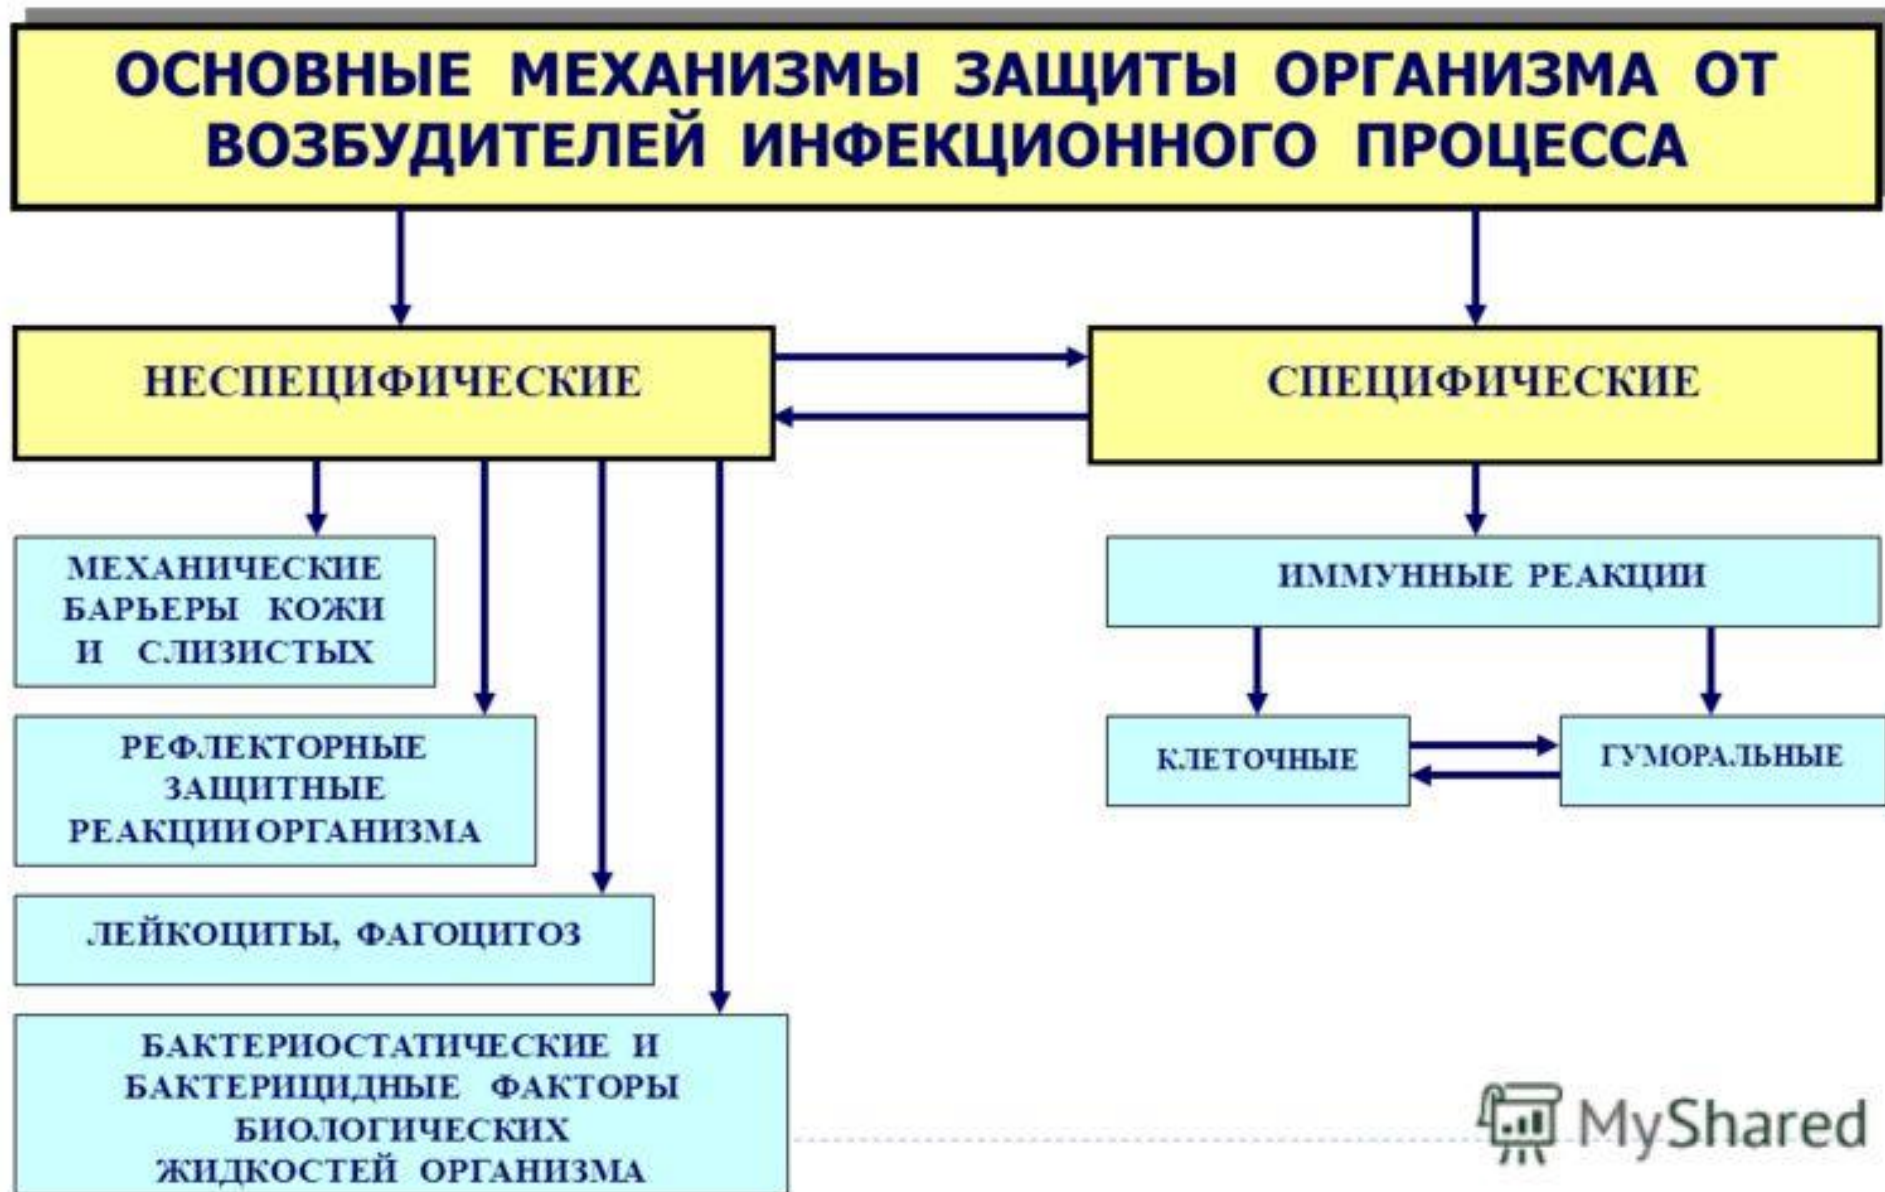 ОСНОВНЫЕ МЕХАНИЗМЫ ЗАЩИТЫ ОРГАНИЗМА ОТ
ВОЗБУДИТЕЛЕЙ ИНФЕКЦИОННОГО ПРОЦЕССА
НЕСПЕЦИФИЧЕСКИЕ
СПЕЦИФИЧЕСКИЕ
МЕХАНИЧЕСКИЕ
БАРЬЕРЫ КОЖИ
И СЛИЗИСТЫХ
РЕФЛЕКТОРНЫЕ
ЗАЩИТНЫЕ
РЕАКЦИИ ОРГАНИЗМА
ЛЕЙКОЦИТЫ, ФАГОЦИТОЗ
БАКТЕРИОСТАТИЧЕСКИЕ И
БАКТЕРИЦИДНЫЕ ФАКТОРЫ
БИОЛОГИЧЕСКИХ
ЖИДКОСТЕЙ ОРГАНИЗМА
ИММУННЫЕ РЕАКЦИИ
КЛЕТОЧНЫЕ
ГУМОРАЛЬНЫЕ
MyShared